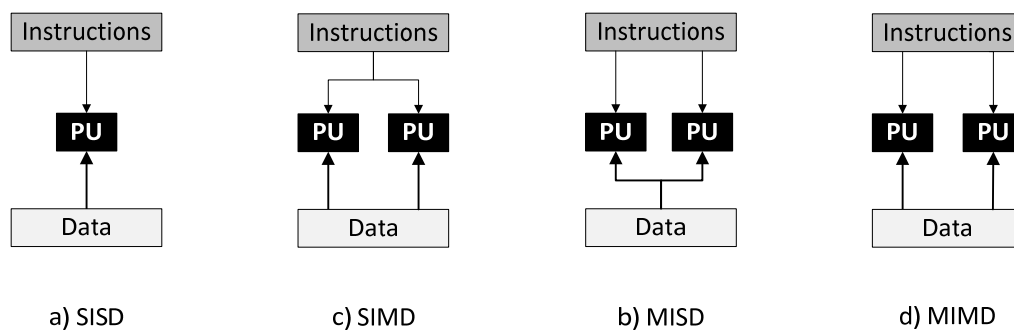 Instructions
PU
Data
a) SISD
Instructions
PU PU
Data
c) SIMD
Instructions
PU PU
Data
b) MISD
Instructions
PU PU
Data
d) MIMD